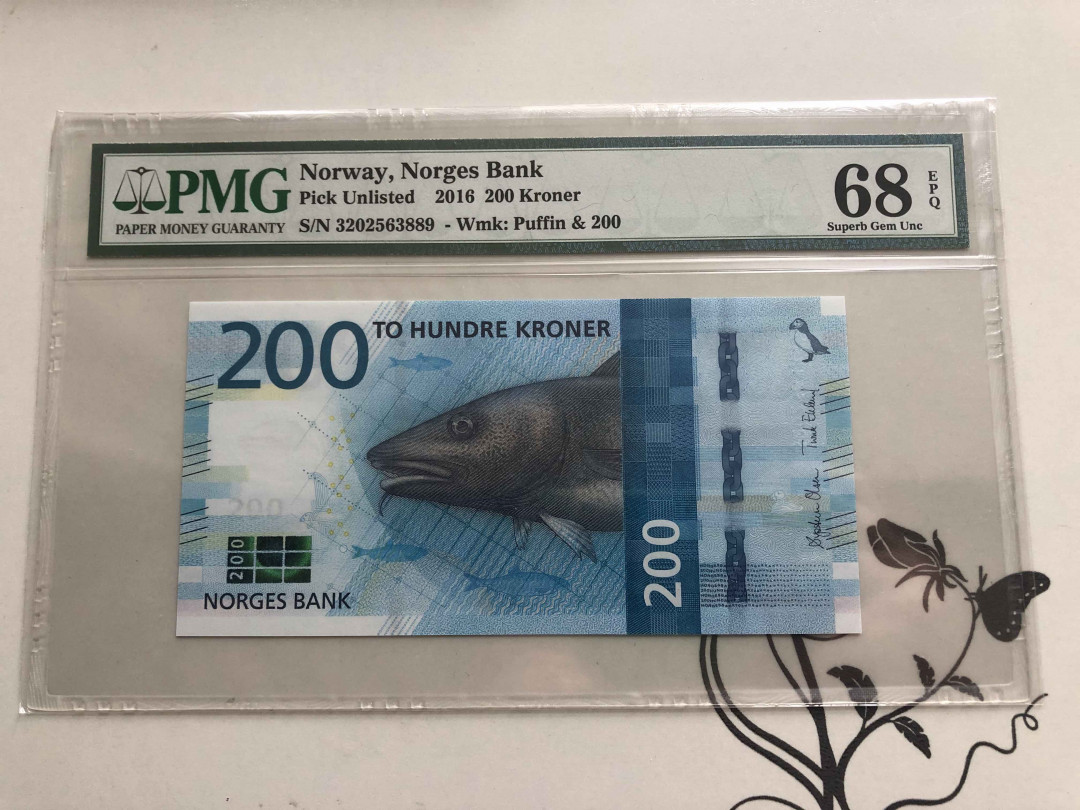 PMG
PAPER MONEY GUARANTY
Norway, Norges Bank
Pick Unlisted 2016 200 Kroner
S/N 3202563889 - Wmk: Puffin & 200
68
EPQ
Superb Gem Unc
200
TO HUNDRE KRONER
200
200
NORGES BANK
200